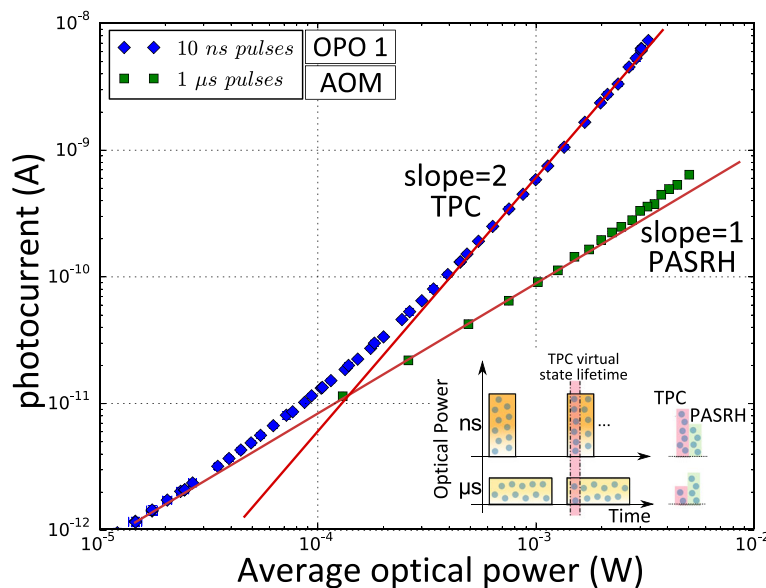 10⁻⁸
10⁻⁹
10⁻¹⁰
10⁻¹¹
10⁻¹²
photocurrent (A)
10 ns pulses
OPO 1
1 μs pulses
AOM
slope=2
TPC
slope=1
PASRH
TPC virtual
state lifetime
Optical Power
ns
...
μs
Time
TPC
PASRH
10⁻⁵
10⁻⁴
10⁻³
10⁻²
Average optical power (W)